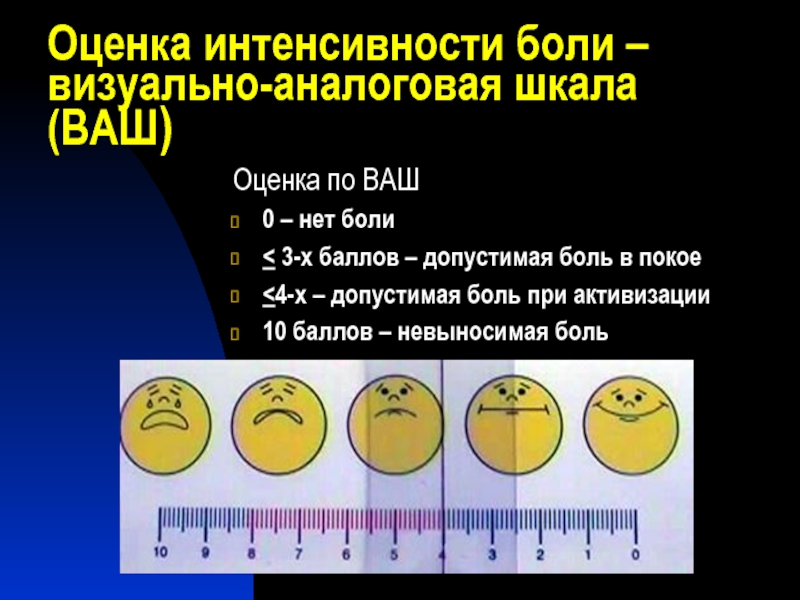 Оценка интенсивности боли –
визуально-аналоговая шкала
(ВАШ)
Оценка по ВАШ
0 – нет боли
≤ 3-х баллов – допустимая боль в покое
≤4-х – допустимая боль при активизации
10 баллов – невыносимая боль
10 9 8 7 6 5 4 3 2 1 0